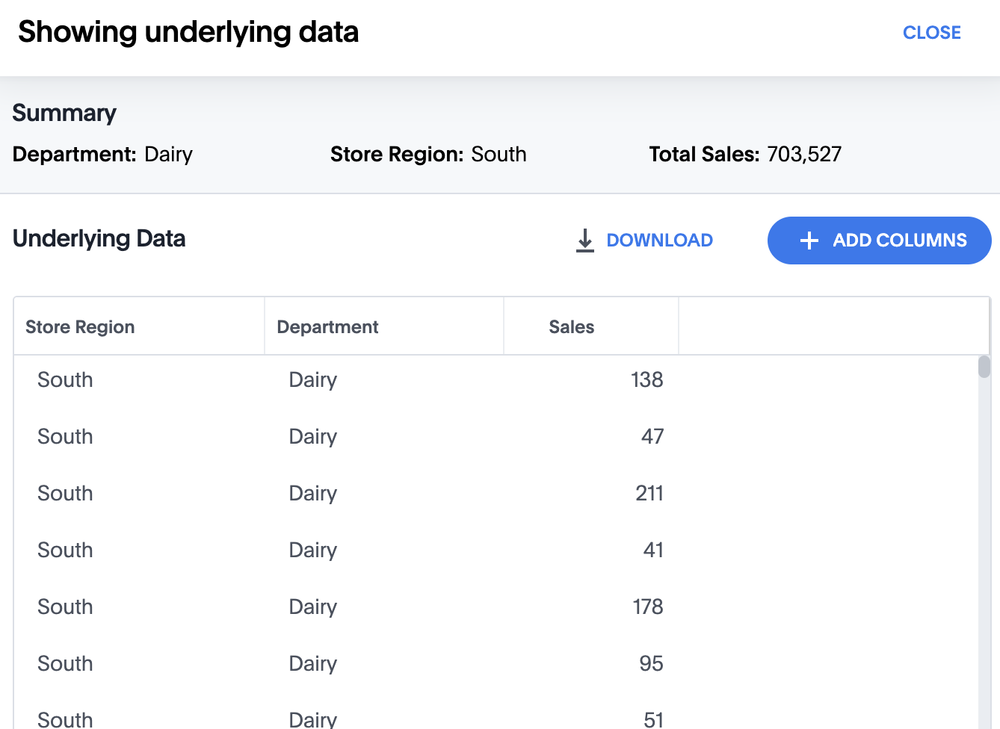 Showing underlying data CLOSE
Summary
Department: Dairy Store Region: South Total Sales: 703,527
Underlying Data DOWNLOAD + ADD COLUMNS
Store Region Department Sales
South Dairy 138
South Dairy 47
South Dairy 211
South Dairy 41
South Dairy 178
South Dairy 95
South Dairy 51